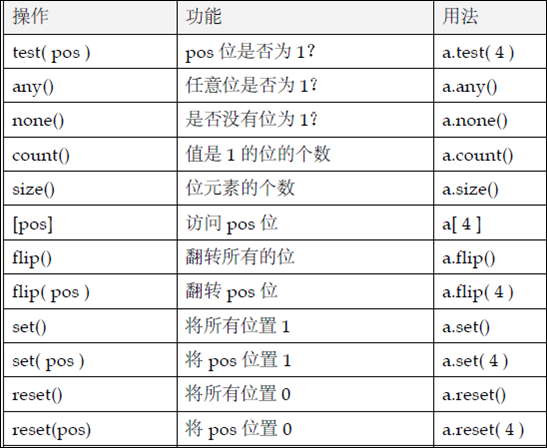 操作 功能 用法
test( pos ) pos 位是否为 1？ a.test( 4 )
any() 任意位是否为 1？ a.any()
none() 是否没有位为 1？ a.none()
count() 值是 1 的位的个数 a.count()
size() 位元素的个数 a.size()
[pos] 访问 pos 位 a[ 4 ]
flip() 翻转所有的位 a.flip()
flip( pos ) 翻转 pos 位 a.flip( 4 )
set() 将所有位置 1 a.set()
set( pos ) 将 pos 位置 1 a.set( 4 )
reset() 将所有位置 0 a.reset()
reset(pos) 将 pos 位置 0 a.reset( 4 )